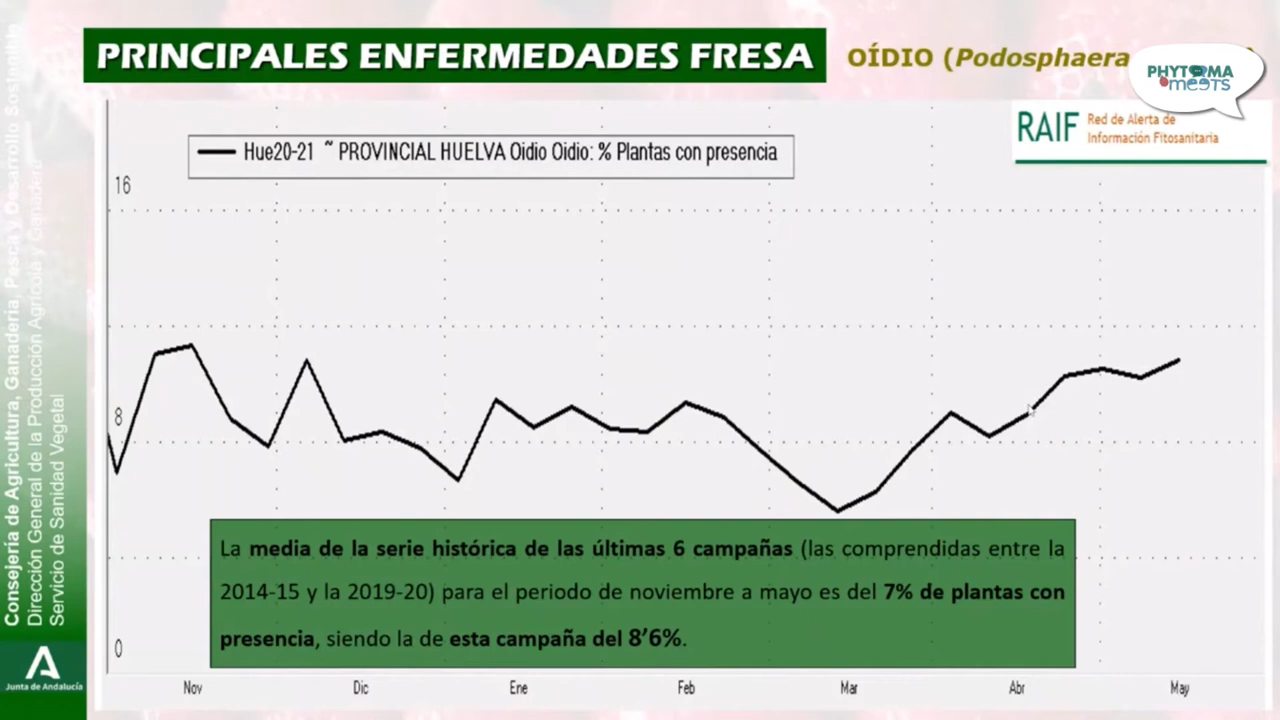 PRINCIPALES ENFERMEDADES FRESA
OÍDIO (Podosphaera
PHYTOMA
meets
RAIF Red de Alerta de
Información Fitosanitaria
Hue20-21 ~ PROVINCIAL HUELVA Oidio Oidio: % Plantas con presencia
16
8
0
La media de la serie histórica de las últimas 6 campañas (las comprendidas entre la
2014-15 y la 2019-20) para el periodo de noviembre a mayo es del 7% de plantas con
presencia, siendo la de esta campaña del 8’6%.
Nov Dic Ene Feb Mar Abr May
Consejería de Agricultura, Ganadería, Pesca y Desarrollo Sostenible
Dirección General de la Producción Agrícola y Ganadera
Servicio de Sanidad Vegetal
Junta de Andalucía